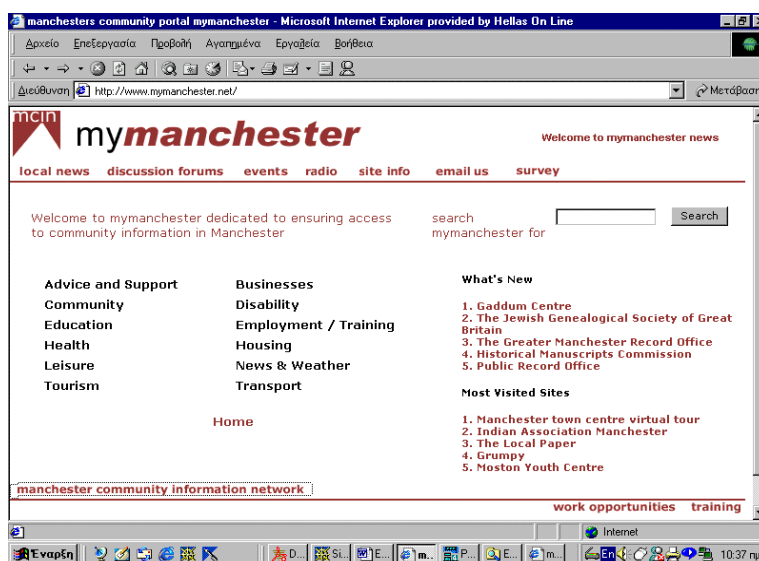 manchesters community portal mymanchester - Microsoft Internet Explorer provided by Hellas On Line
Αρχείο Επεξεργασία Προβολή Αγαπημένα Εργαλεία Βοήθεια
Διεύθυνση http://www.mymanchester.net/ Μετάβαση
mcin
mymanchester
Welcome to mymanchester news
local news discussion forums events radio site info email us survey
Welcome to mymanchester dedicated to ensuring access
to community information in Manchester
search
mymanchester for
Search
Advice and Support
Community
Education
Health
Leisure
Tourism
Businesses
Disability
Employment / Training
Housing
News & Weather
Transport
Home
What's New
1. Gaddum Centre
2. The Jewish Genealogical Society of Great
Britain
3. The Greater Manchester Record Office
4. Historical Manuscripts Commission
5. Public Record Office
Most Visited Sites
1. Manchester town centre virtual tour
2. Indian Association Manchester
3. The Local Paper
4. Grumpy
5. Moston Youth Centre
manchester community information network
work opportunities training
Internet
Έναρξη D... Si... E... m.. P... E... m... En 10:37 πμ